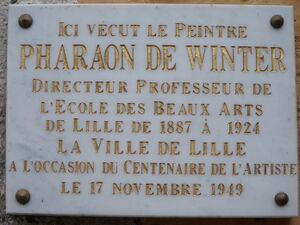 ICI VECUT LE PEINTRE
PHARAON DE WINTER
DIRECTEUR PROFESSEUR DE
L'ECOLE DES BEAUX ARTS
DE LILLE DE 1887 À 1924
LA VILLE DE LILLE
A L'OCCASION DU CENTENAIRE DE L'ARTISTE
LE 17 NOVEMBRE 1949